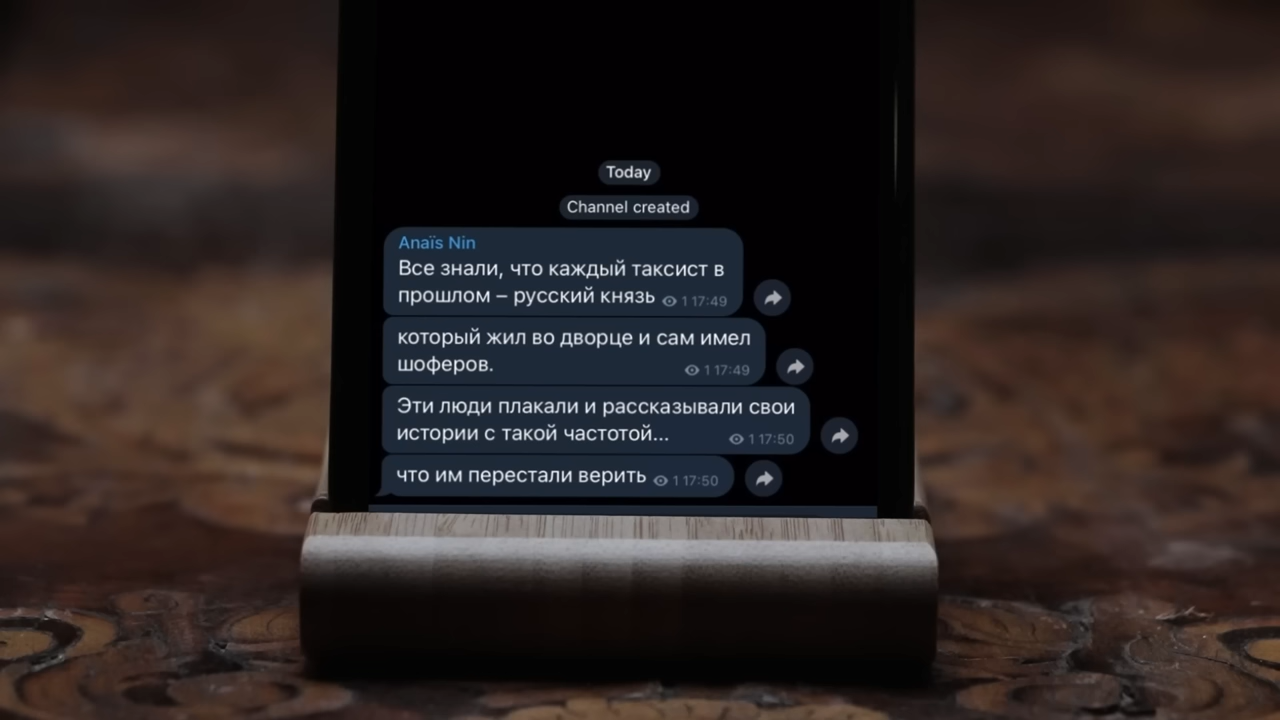 Today
Channel created
Anaïs Nin
Все знали, что каждый таксист в
прошлом – русский князь 1 17:49
который жил во дворце и сам имел
шоферов. 1 17:49
Эти люди плакали и рассказывали свои
истории с такой частотой... 1 17:50
что им перестали верить 1 17:50